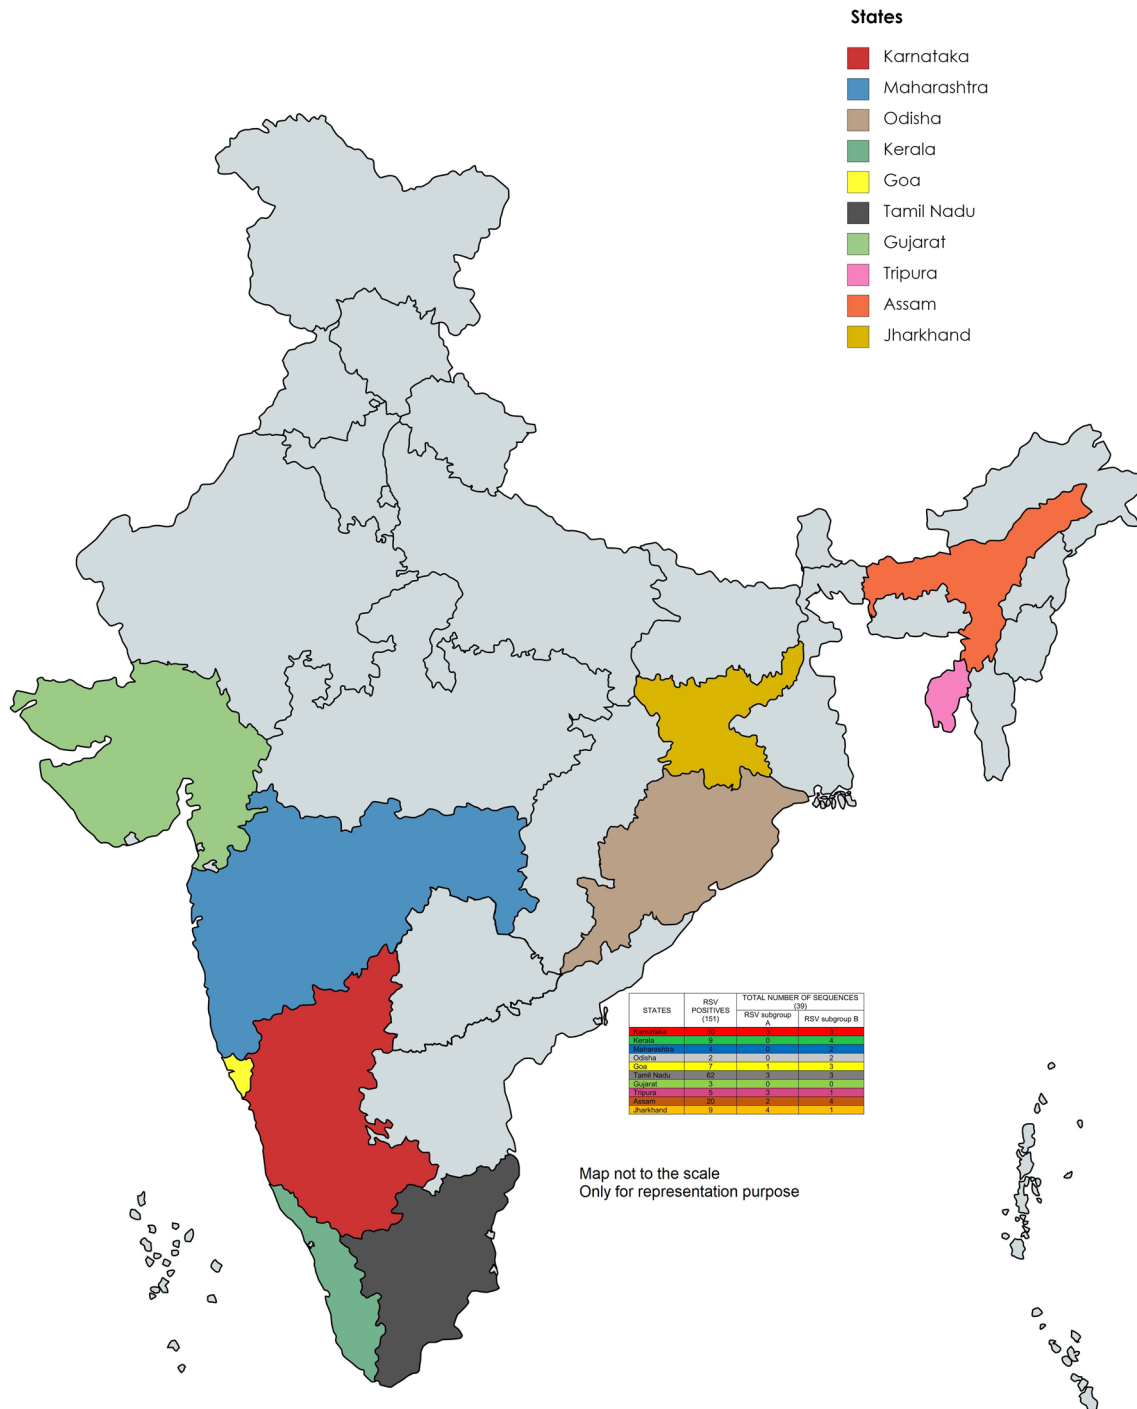 States
Karnataka
Maharashtra
Odisha
Kerala
Goa
Tamil Nadu
Gujarat
Tripura
Assam
Jharkhand
STATES RSV POSITIVES (151) TOTAL NUMBER OF SEQUENCES (39)
RSV subgroup A RSV subgroup B
Karnataka 30 3 3
Kerala 9 0 4
Maharashtra 4 0 2
Odisha 2 0 2
Goa 7 1 3
Tamil Nadu 62 3 3
Gujarat 3 0 0
Tripura 5 3 1
Assam 20 2 4
Jharkhand 9 4 1
Map not to the scale
Only for representation purpose